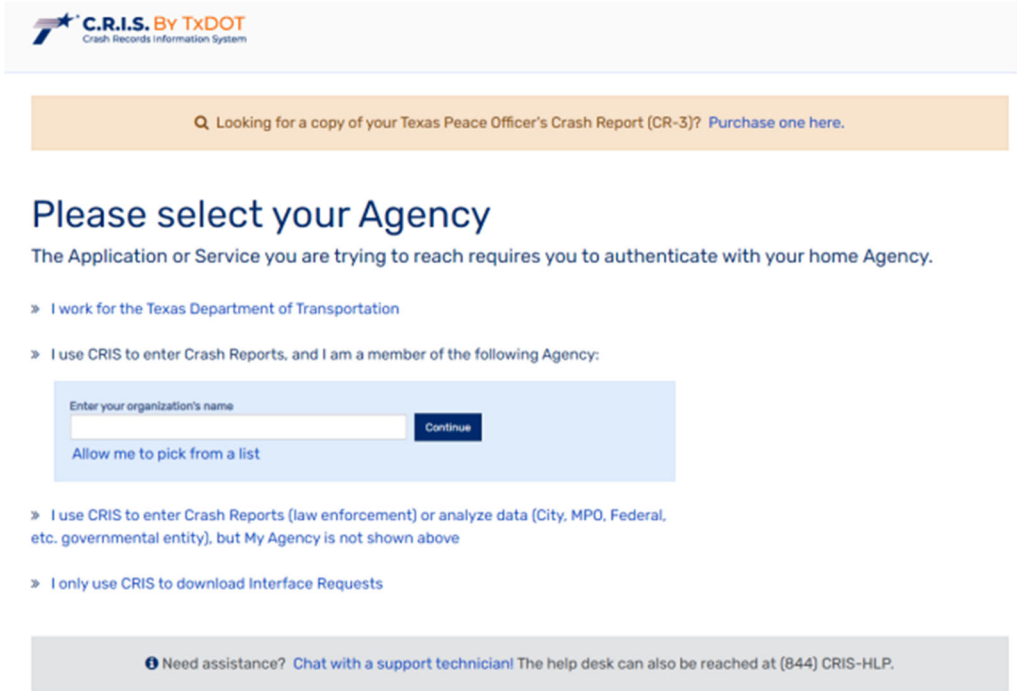 C.R.I.S. By TxDOT
Crash Records Information System
Looking for a copy of your Texas Peace Officer's Crash Report (CR-3)? Purchase one here.
Please select your Agency
The Application or Service you are trying to reach requires you to authenticate with your home Agency.
» I work for the Texas Department of Transportation
» I use CRIS to enter Crash Reports, and I am a member of the following Agency:
Enter your organization's name
Continue
Allow me to pick from a list
» I use CRIS to enter Crash Reports (law enforcement) or analyze data (City, MPO, Federal,
etc. governmental entity), but My Agency is not shown above
» I only use CRIS to download Interface Requests
Need assistance? Chat with a support technician! The help desk can also be reached at (844) CRIS-HLP.